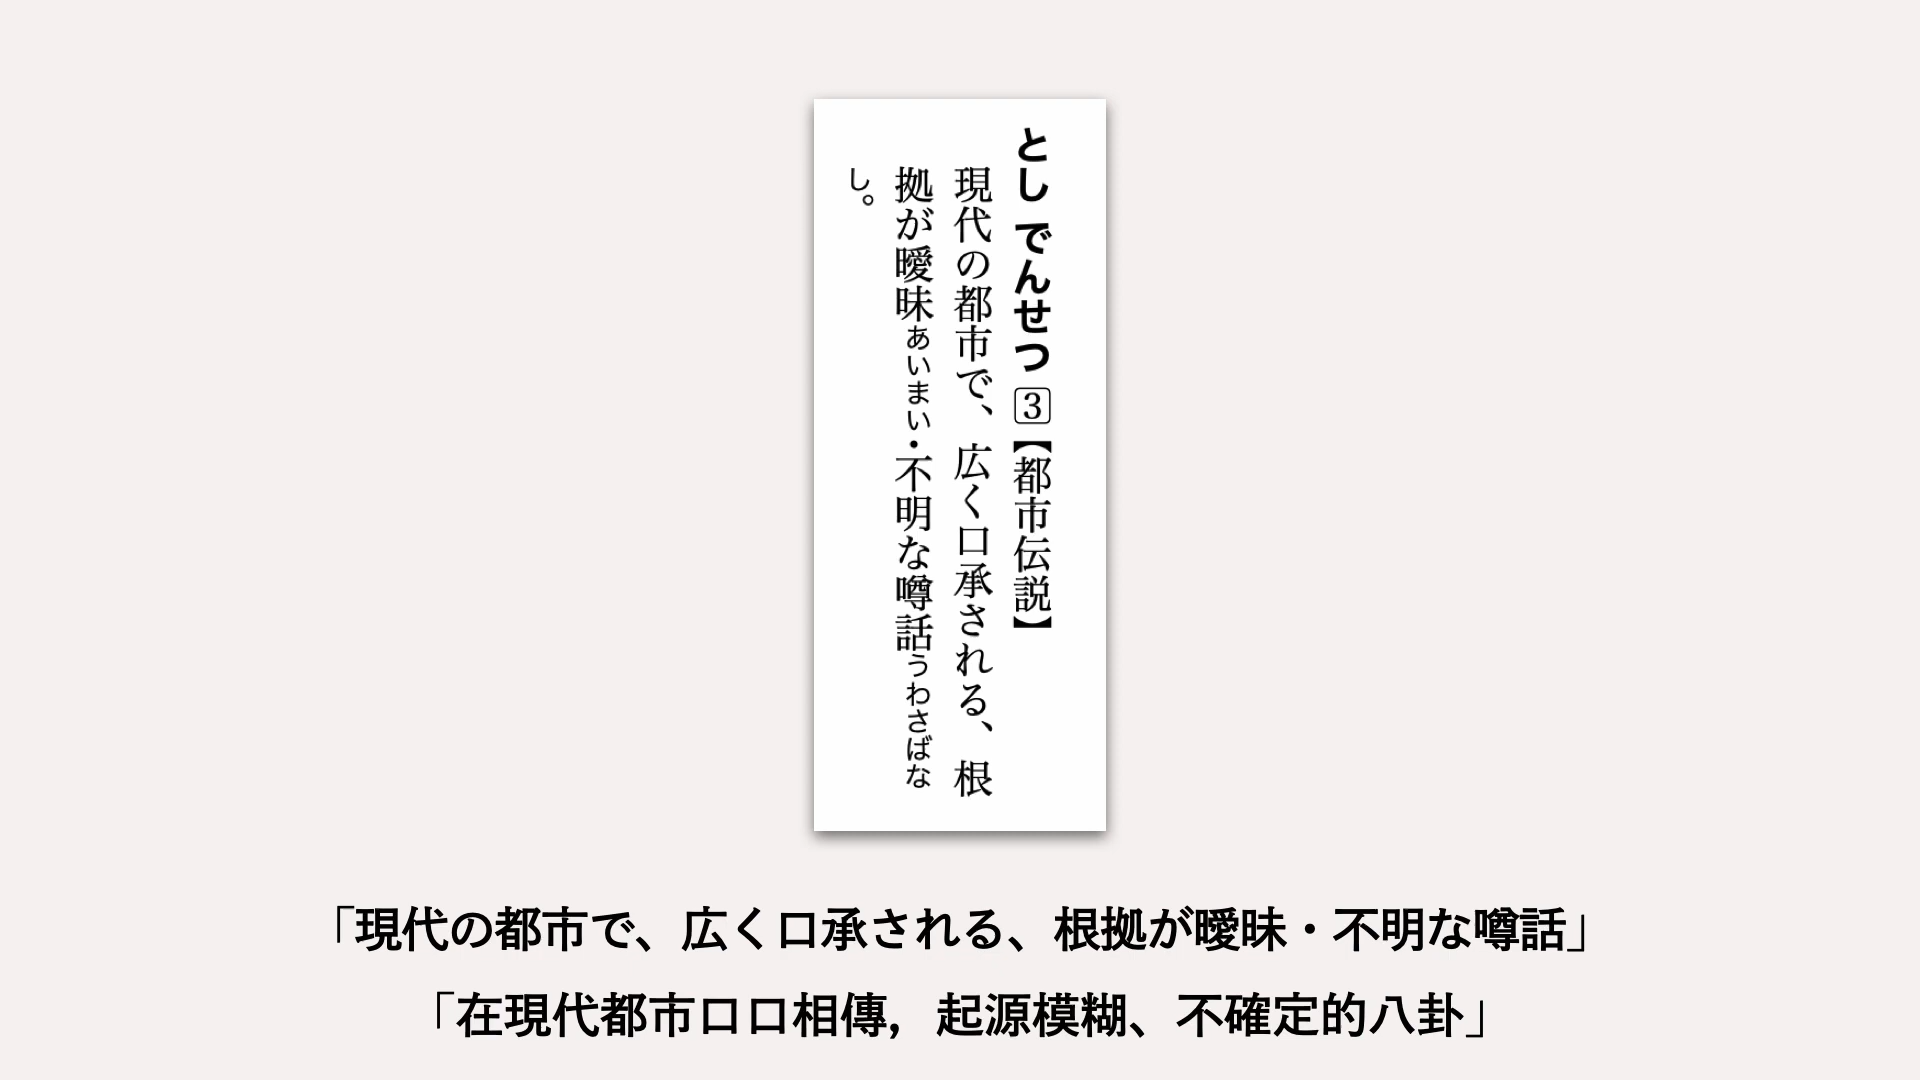 とし でんせつ 3【都市伝説】
現代の都市で、広く口承される、根
拠が曖昧あいまい・不明な噂話うわさばな
し。
「現代の都市で、広く口承される、根拠が曖昧・不明な噂話」
「在現代都市口口相傳，起源模糊、不確定的八卦」